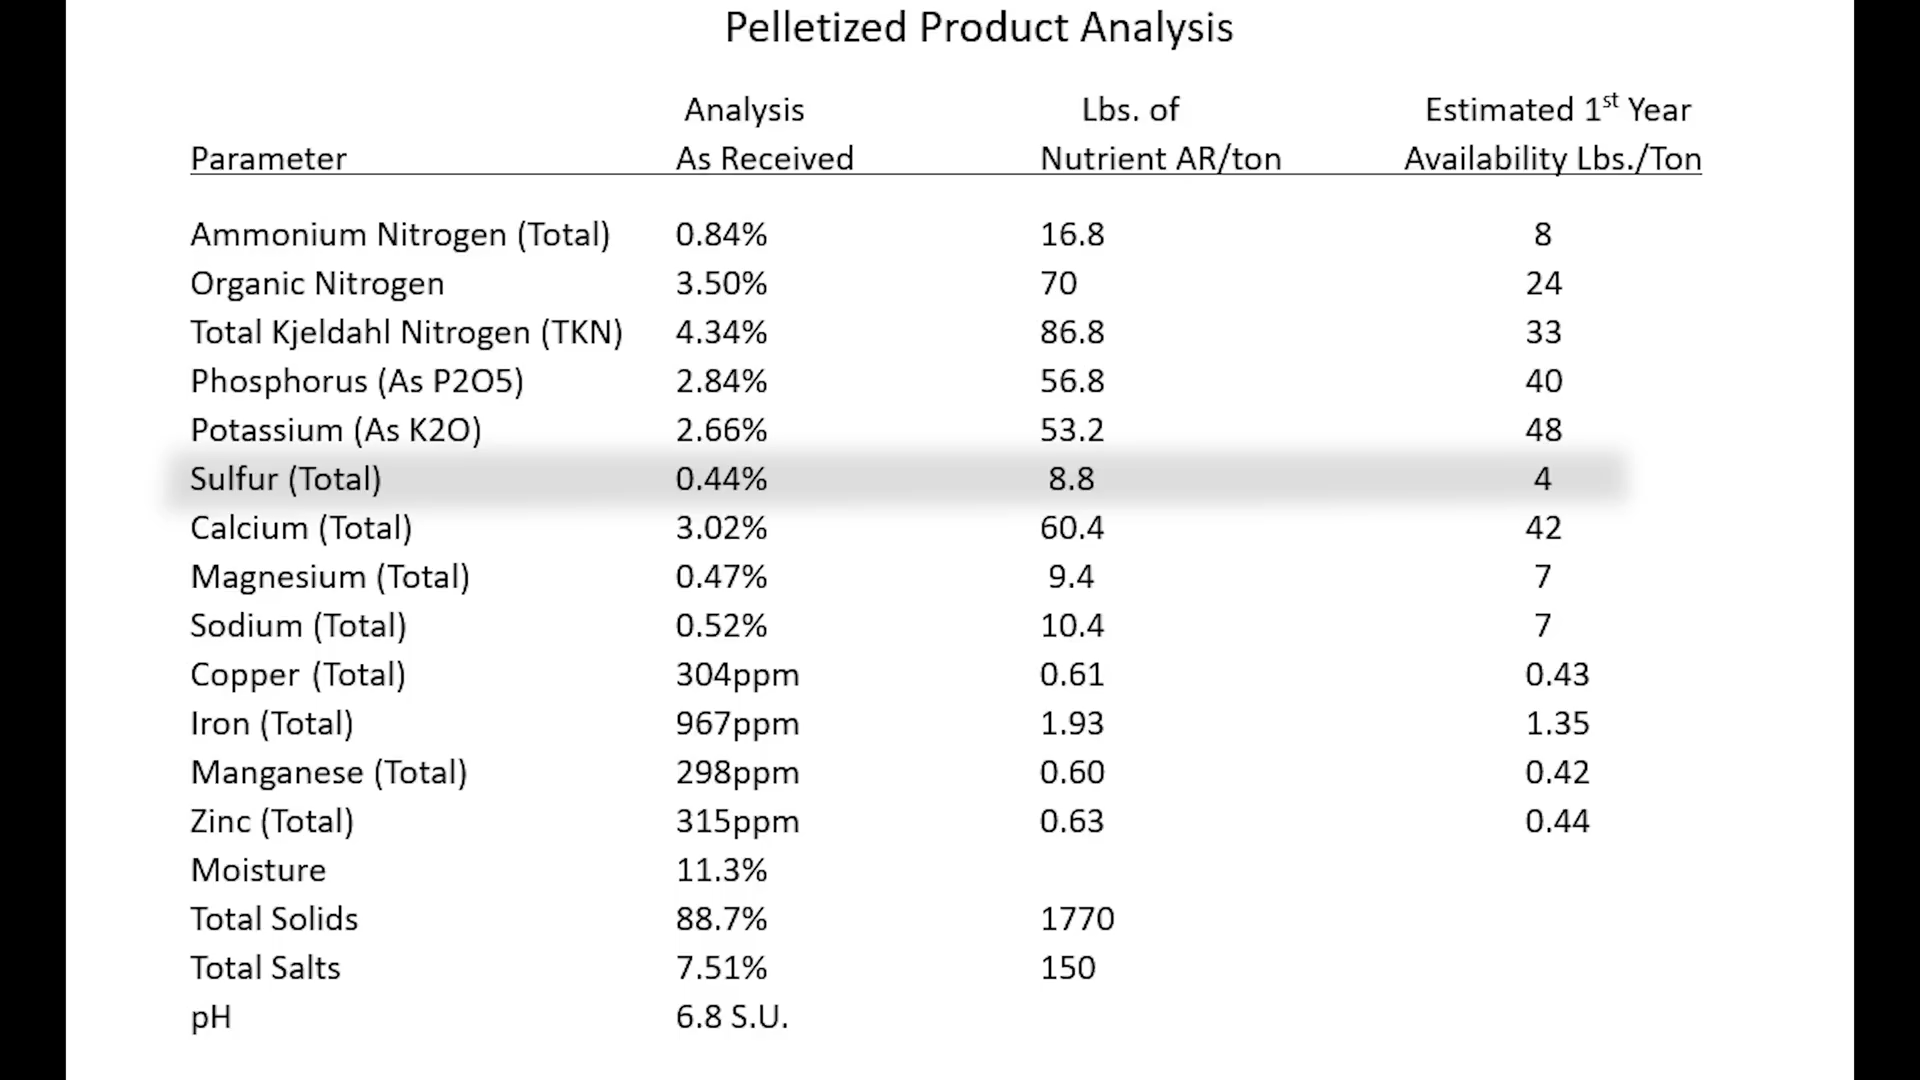 Pelletized Product Analysis
Analysis Lbs. of Estimated 1st Year
Parameter As Received Nutrient AR/ton Availability Lbs./Ton
Ammonium Nitrogen (Total) 0.84% 16.8 8
Organic Nitrogen 3.50% 70 24
Total Kjeldahl Nitrogen (TKN) 4.34% 86.8 33
Phosphorus (As P2O5) 2.84% 56.8 40
Potassium (As K2O) 2.66% 53.2 48
Sulfur (Total) 0.44% 8.8 4
Calcium (Total) 3.02% 60.4 42
Magnesium (Total) 0.47% 9.4 7
Sodium (Total) 0.52% 10.4 7
Copper (Total) 304ppm 0.61 0.43
Iron (Total) 967ppm 1.93 1.35
Manganese (Total) 298ppm 0.60 0.42
Zinc (Total) 315ppm 0.63 0.44
Moisture 11.3%
Total Solids 88.7% 1770
Total Salts 7.51% 150
pH 6.8 S.U.